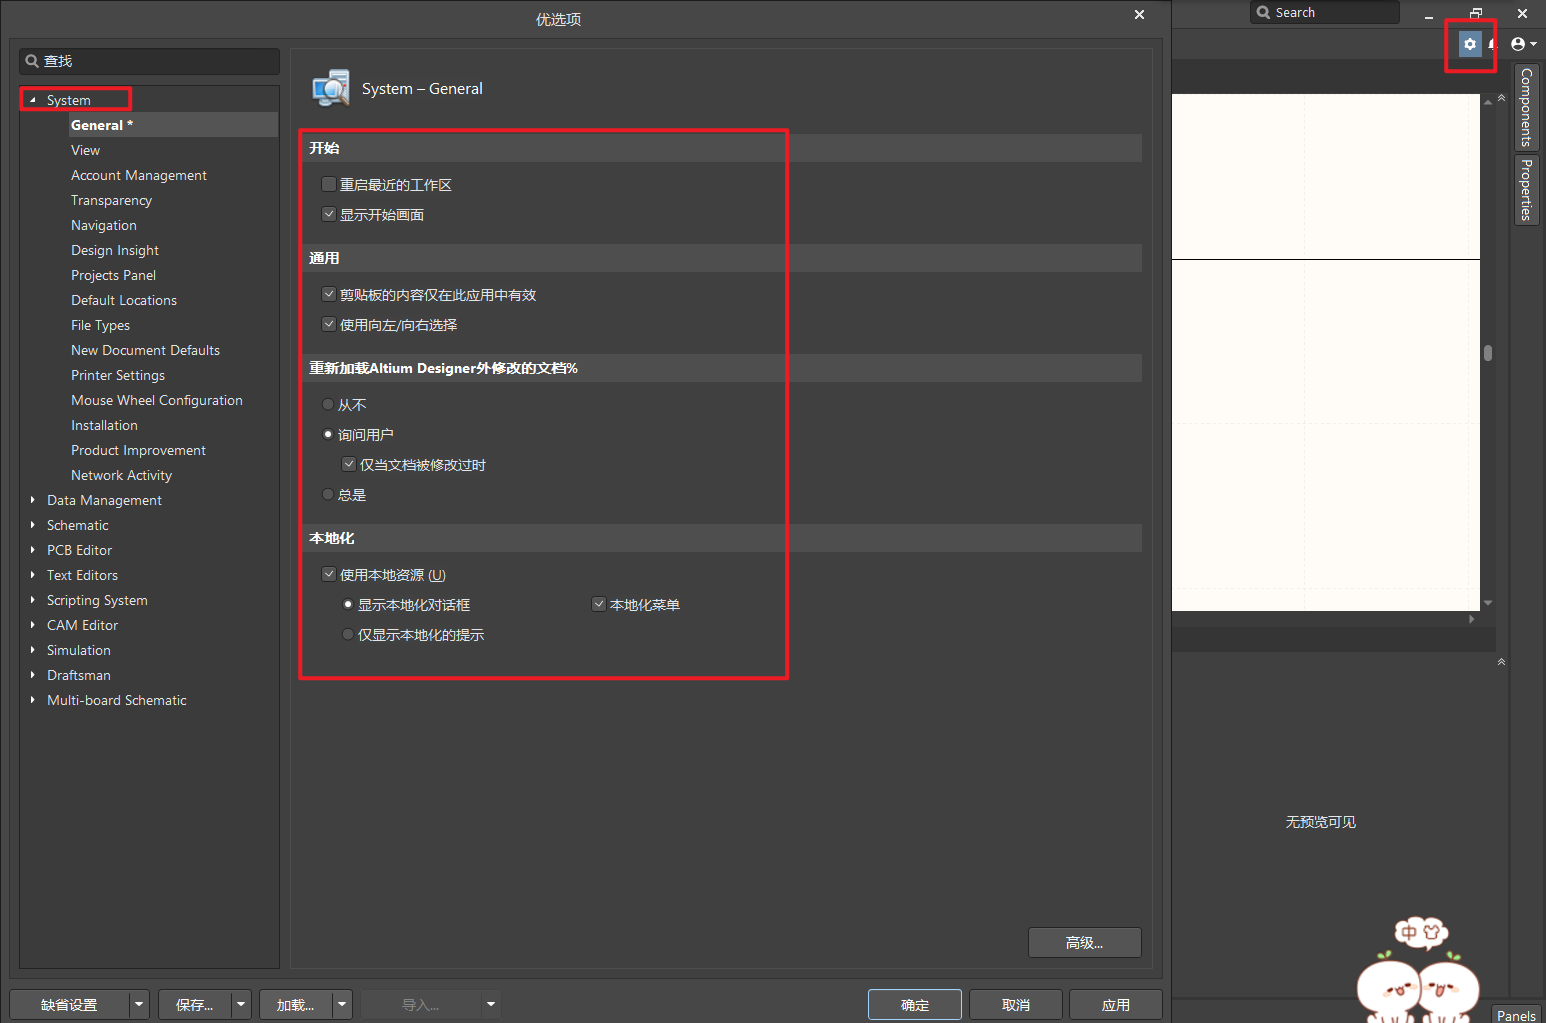 优选项
Search
查找
System
General *
View
Account Management
Transparency
Navigation
Design Insight
Projects Panel
Default Locations
File Types
New Document Defaults
Printer Settings
Mouse Wheel Configuration
Installation
Product Improvement
Network Activity
Data Management
Schematic
PCB Editor
Text Editors
Scripting System
CAM Editor
Simulation
Draftsman
Multi-board Schematic
System – General
开始
重启最近的工作区
显示开始画面
通用
剪贴板的内容仅在此应用中有效
使用向左/向右选择
重新加载Altium Designer外修改的文档%
从不
询问用户
仅当文档被修改过时
总是
本地化
使用本地资源 (U)
显示本地化对话框
本地化菜单
仅显示本地化的提示
高级...
缺省设置
保存...
加载...
导入...
确定
取消
应用
Components
Properties
无预览可见
中
Panels